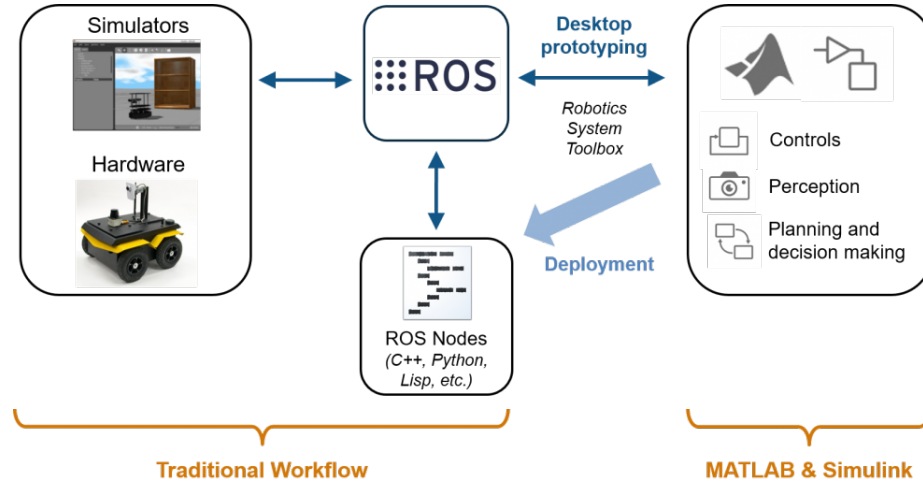 Simulators
Hardware
ROS
ROS Nodes
(C++, Python,
Lisp, etc.)
Desktop
prototyping
Robotics
System
Toolbox
Deployment
Controls
Perception
Planning and
decision making
Traditional Workflow
MATLAB & Simulink